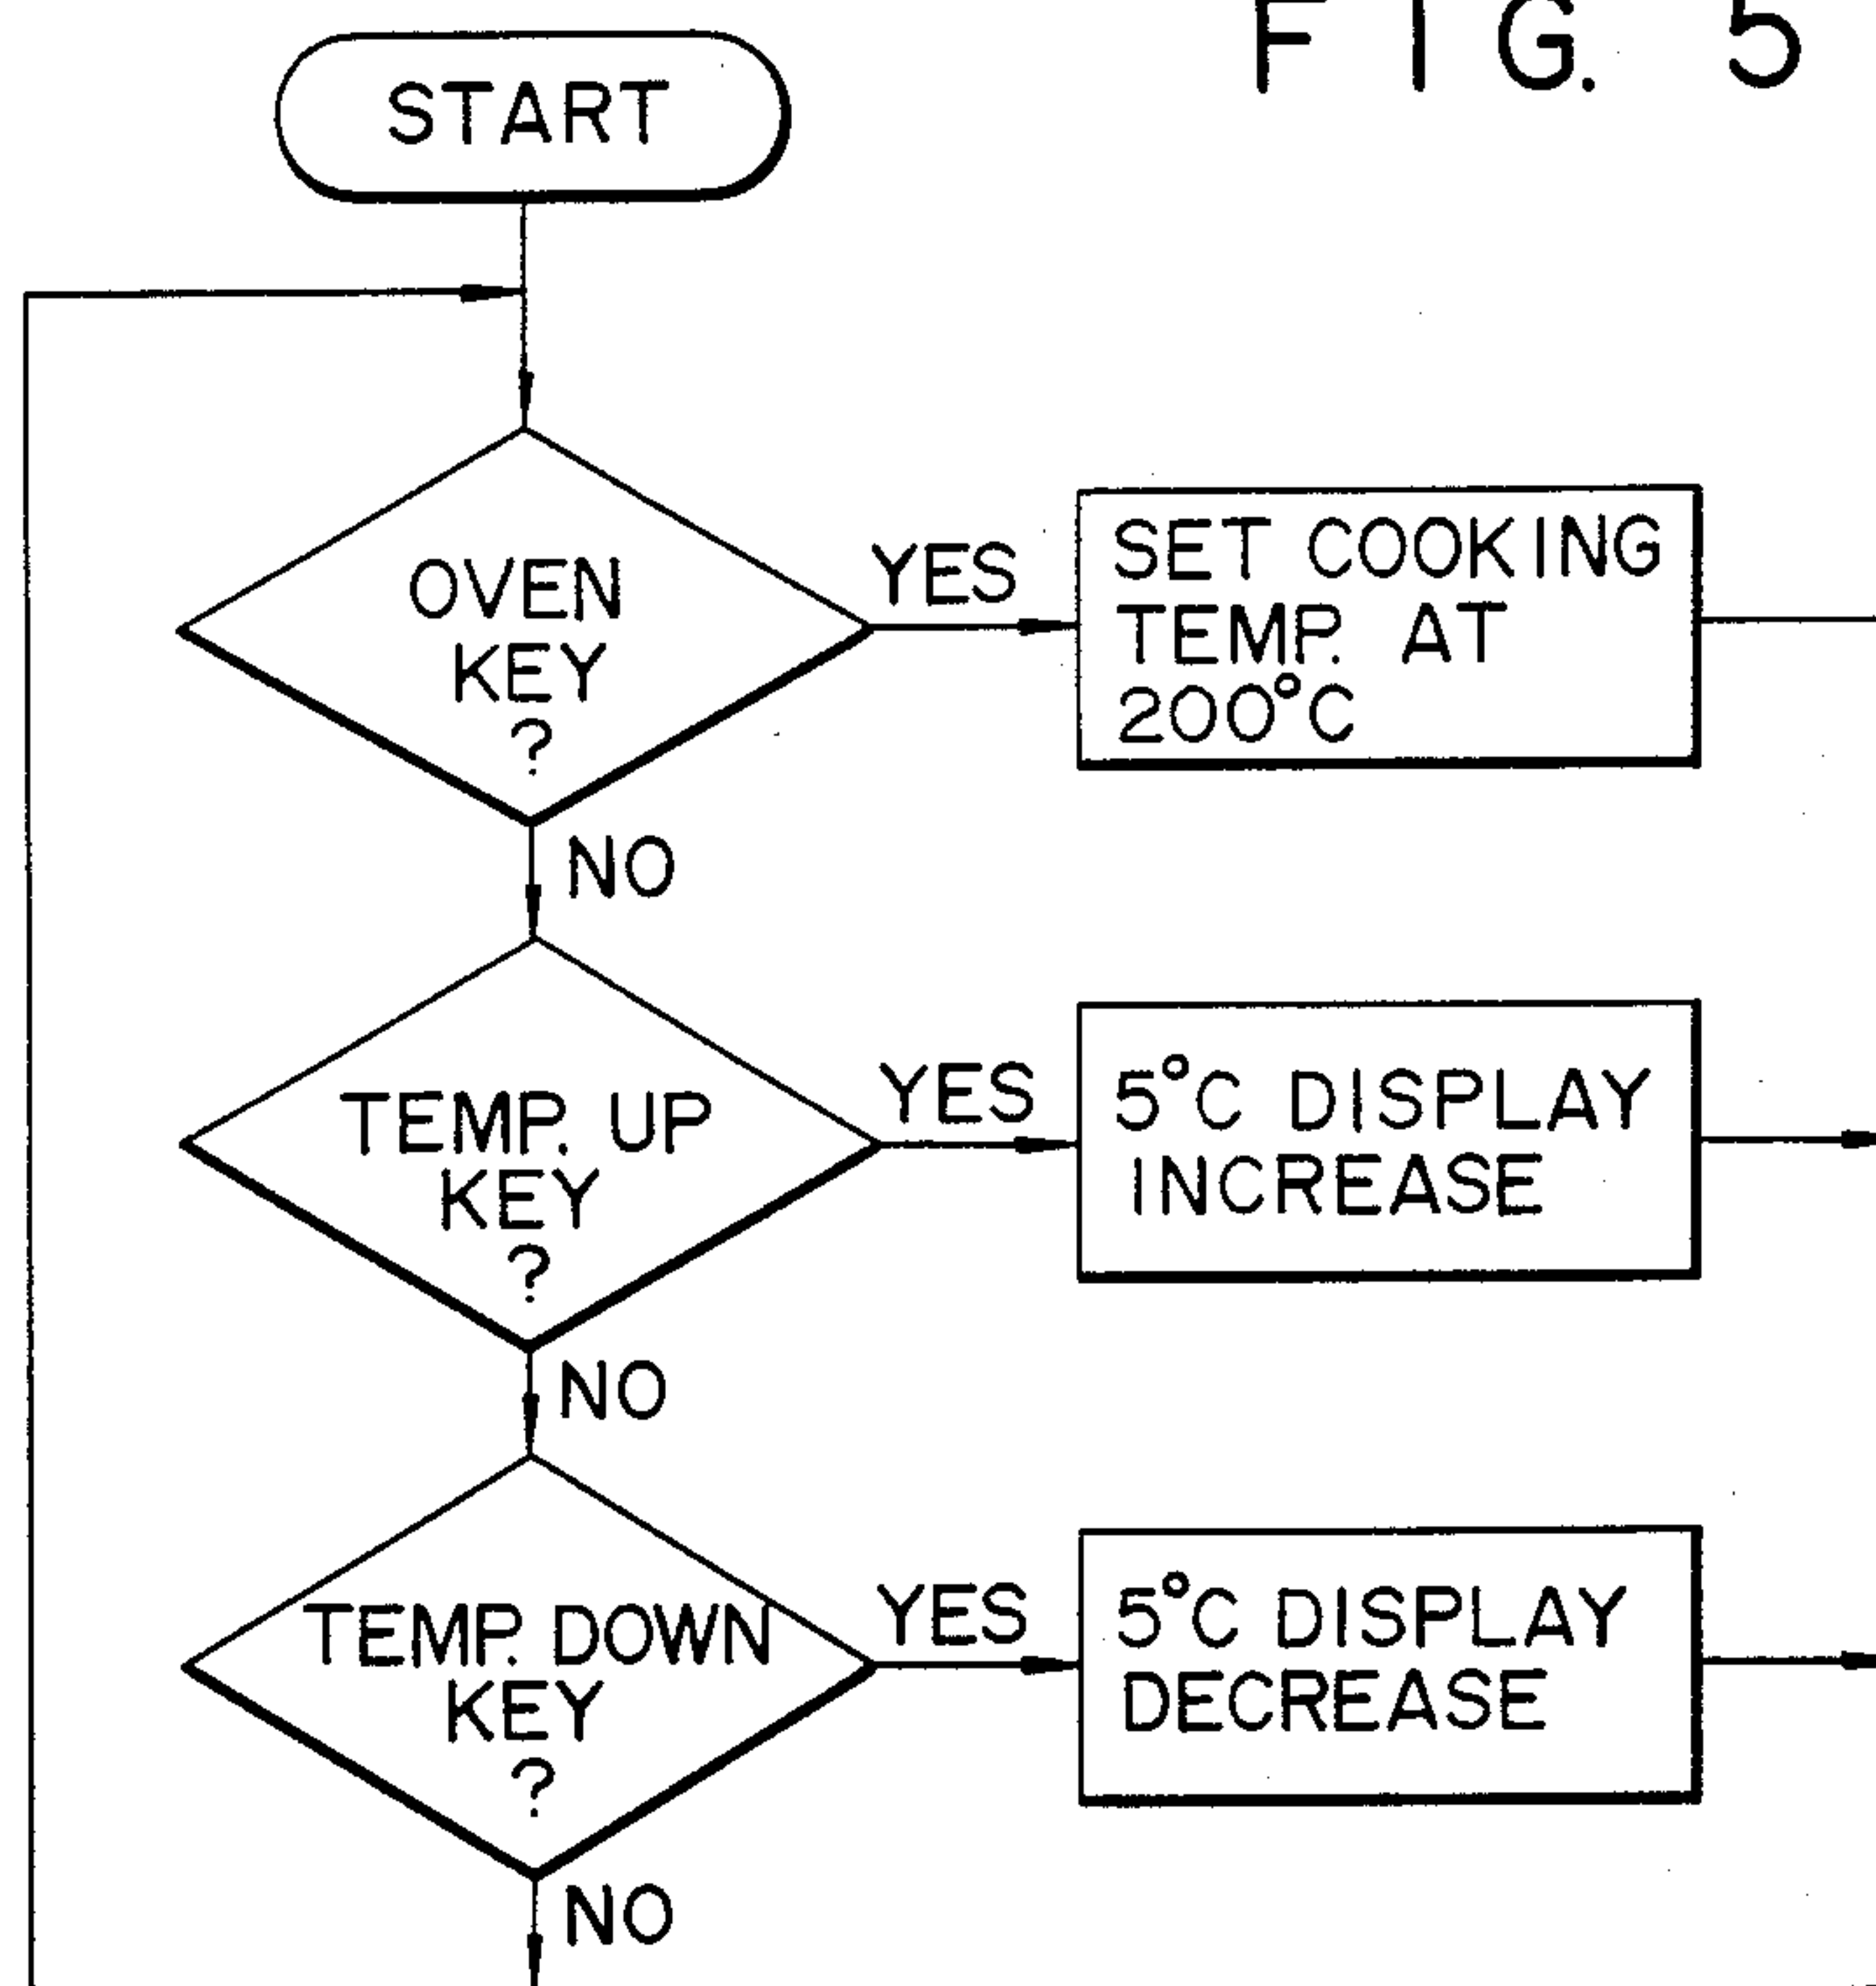 FIG. 5
START
OVEN
KEY
?
YES
SET COOKING
TEMP. AT
200°C
NO
TEMP. UP
KEY
?
YES
5°C DISPLAY
INCREASE
NO
TEMP. DOWN
KEY
?
YES
5°C DISPLAY
DECREASE
NO